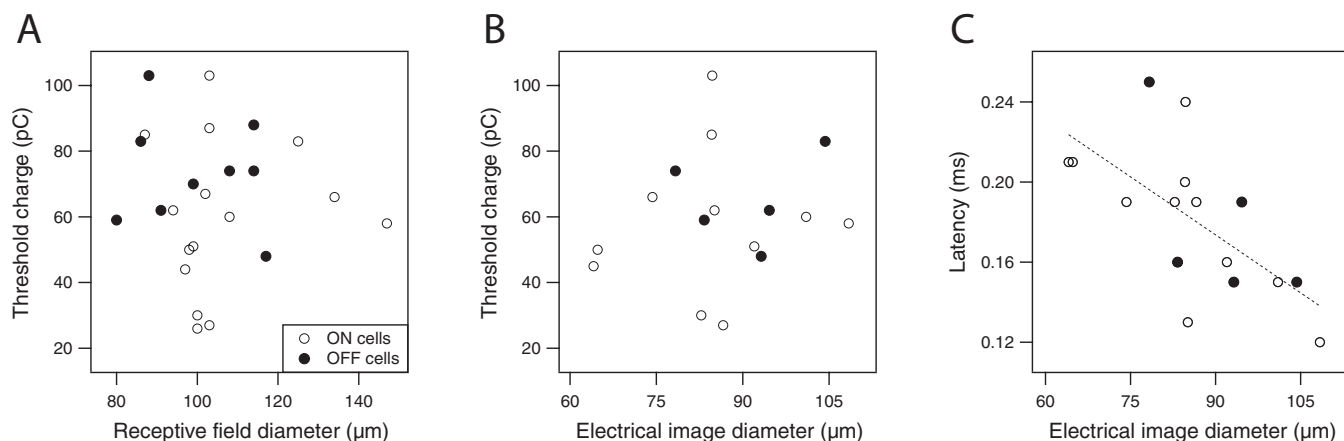 A
Threshold charge (pC)
100
80
60
40
20
ON cells
OFF cells
80 100 120 140
Receptive field diameter (μm)
B
Threshold charge (pC)
100
80
60
40
20
60 75 90 105
Electrical image diameter (μm)
C
Latency (ms)
0.24
0.20
0.16
0.12
60 75 90 105
Electrical image diameter (μm)